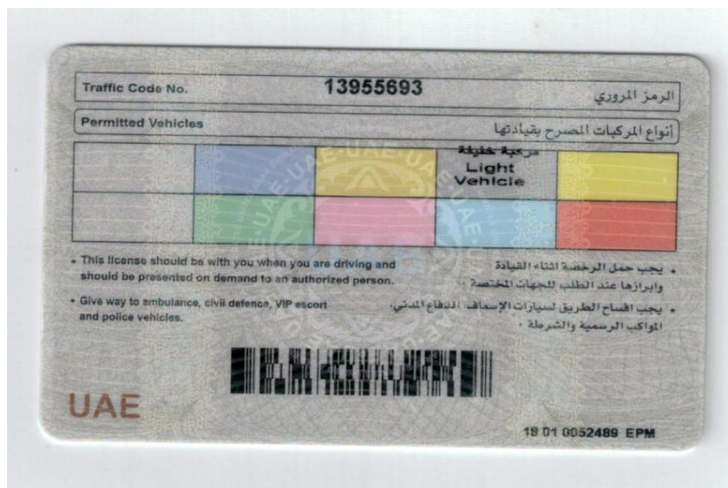 Traffic Code No. 13955693 الرمز المروري
Permitted Vehicles أنواع المركبات المصرح بقيادتها
مركبة خفيفة
Light
Vehicle
• This license should be with you when you are driving and
should be presented on demand to an authorized person.
• Give way to ambulance, civil defence, VIP escort
and police vehicles.
• يجب حمل الرخصة اثناء القيادة
وابرازها عند الطلب للجهات المختصة .
• يجب افساح الطريق لسيارات الإسعاف، الدفاع المدني،
المواكب الرسمية والشرطة .
UAE
18 01 0052489 EPM